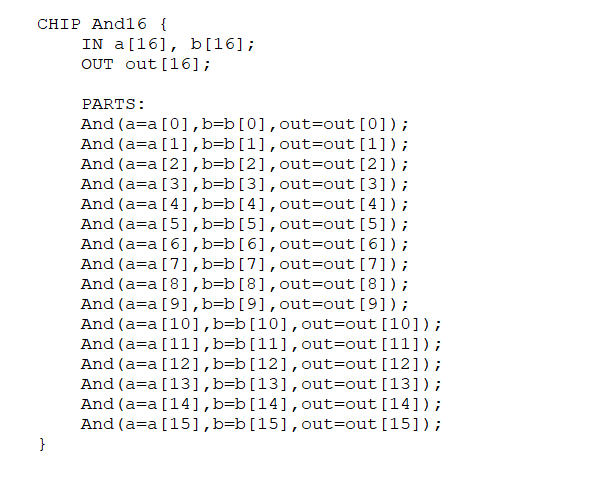 CHIP And16 {
    IN a[16], b[16];
    OUT out[16];

    PARTS:
    And(a=a[0],b=b[0],out=out[0]);
    And(a=a[1],b=b[1],out=out[1]);
    And(a=a[2],b=b[2],out=out[2]);
    And(a=a[3],b=b[3],out=out[3]);
    And(a=a[4],b=b[4],out=out[4]);
    And(a=a[5],b=b[5],out=out[5]);
    And(a=a[6],b=b[6],out=out[6]);
    And(a=a[7],b=b[7],out=out[7]);
    And(a=a[8],b=b[8],out=out[8]);
    And(a=a[9],b=b[9],out=out[9]);
    And(a=a[10],b=b[10],out=out[10]);
    And(a=a[11],b=b[11],out=out[11]);
    And(a=a[12],b=b[12],out=out[12]);
    And(a=a[13],b=b[13],out=out[13]);
    And(a=a[14],b=b[14],out=out[14]);
    And(a=a[15],b=b[15],out=out[15]);
}